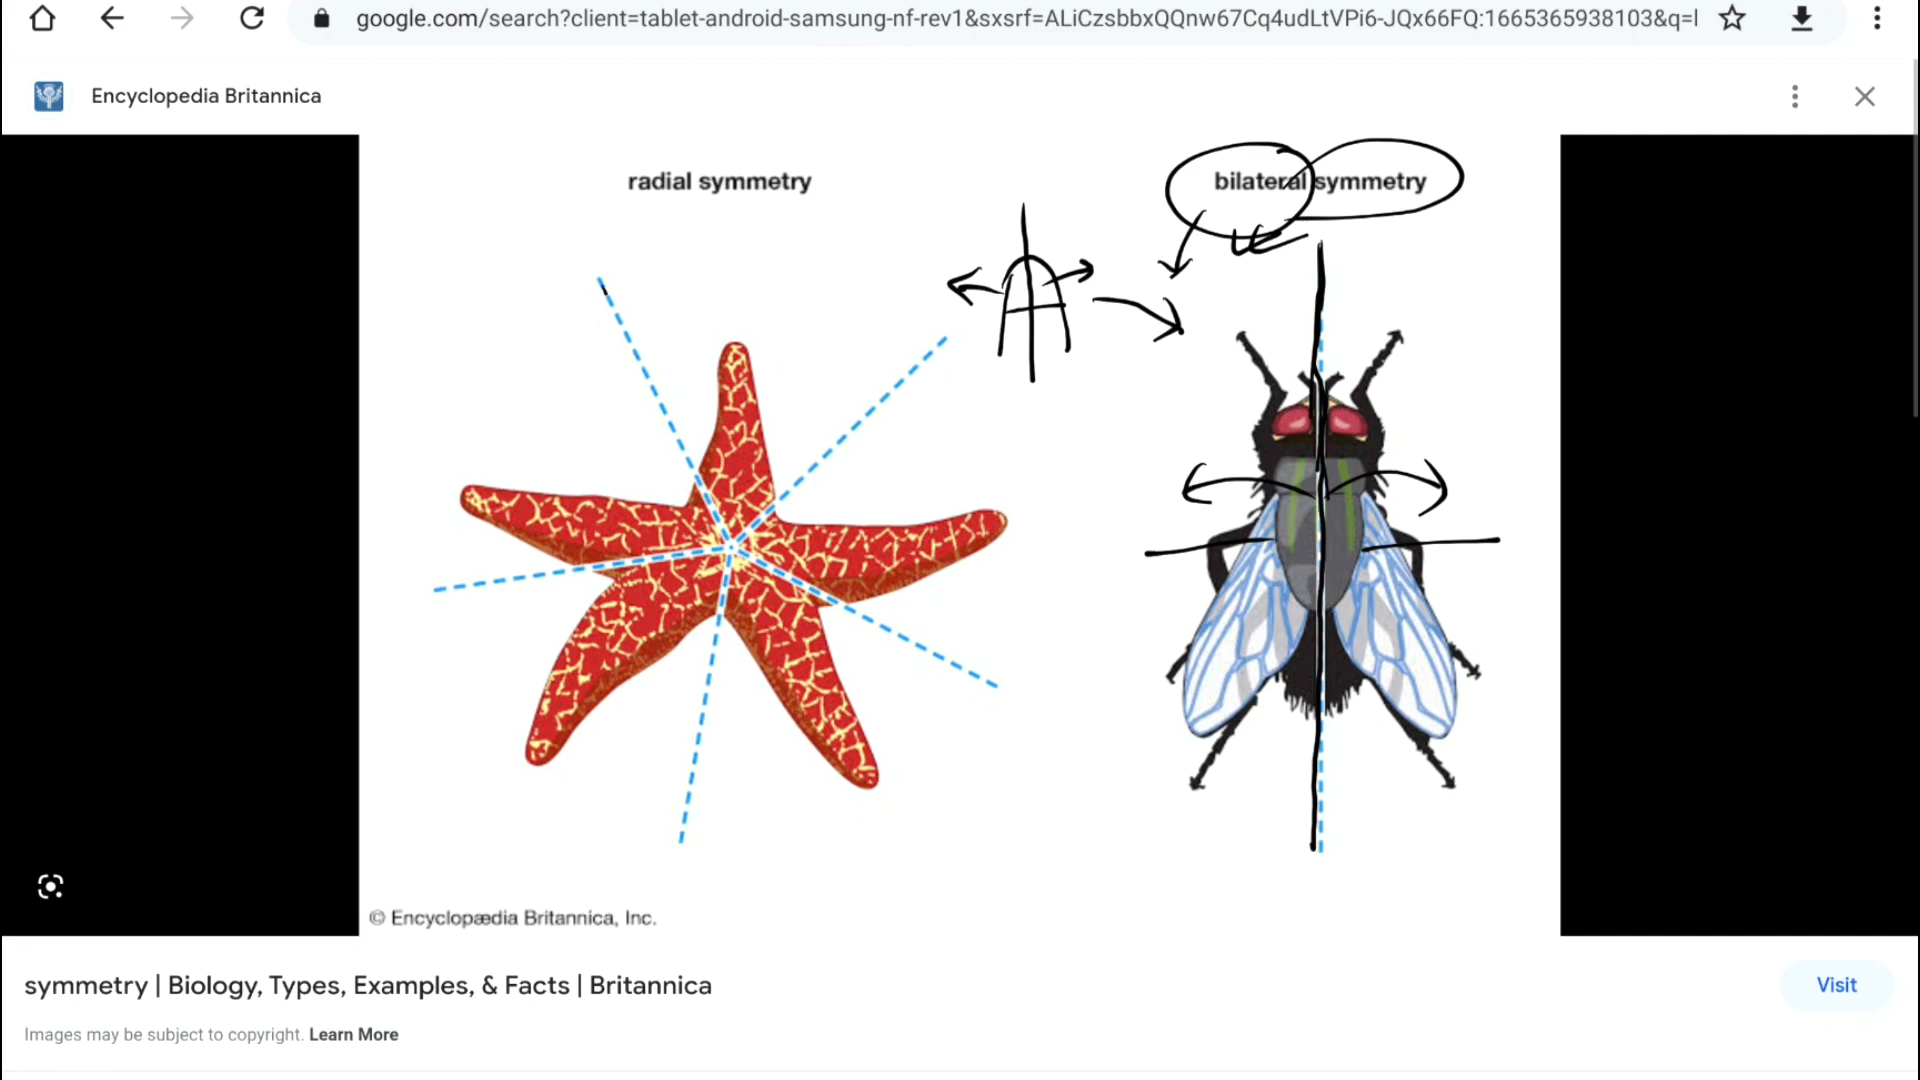 google.com/search?client=tablet-android-samsung-nf-rev1&sxsrf=ALiCzsbbxQQnw67Cq4udLtVPi6-JQx66FQ:1665365938103&q=l
Encyclopedia Britannica
radial symmetry
bilateral symmetry
A
© Encyclopædia Britannica, Inc.
symmetry | Biology, Types, Examples, & Facts | Britannica
Visit
Images may be subject to copyright. Learn More